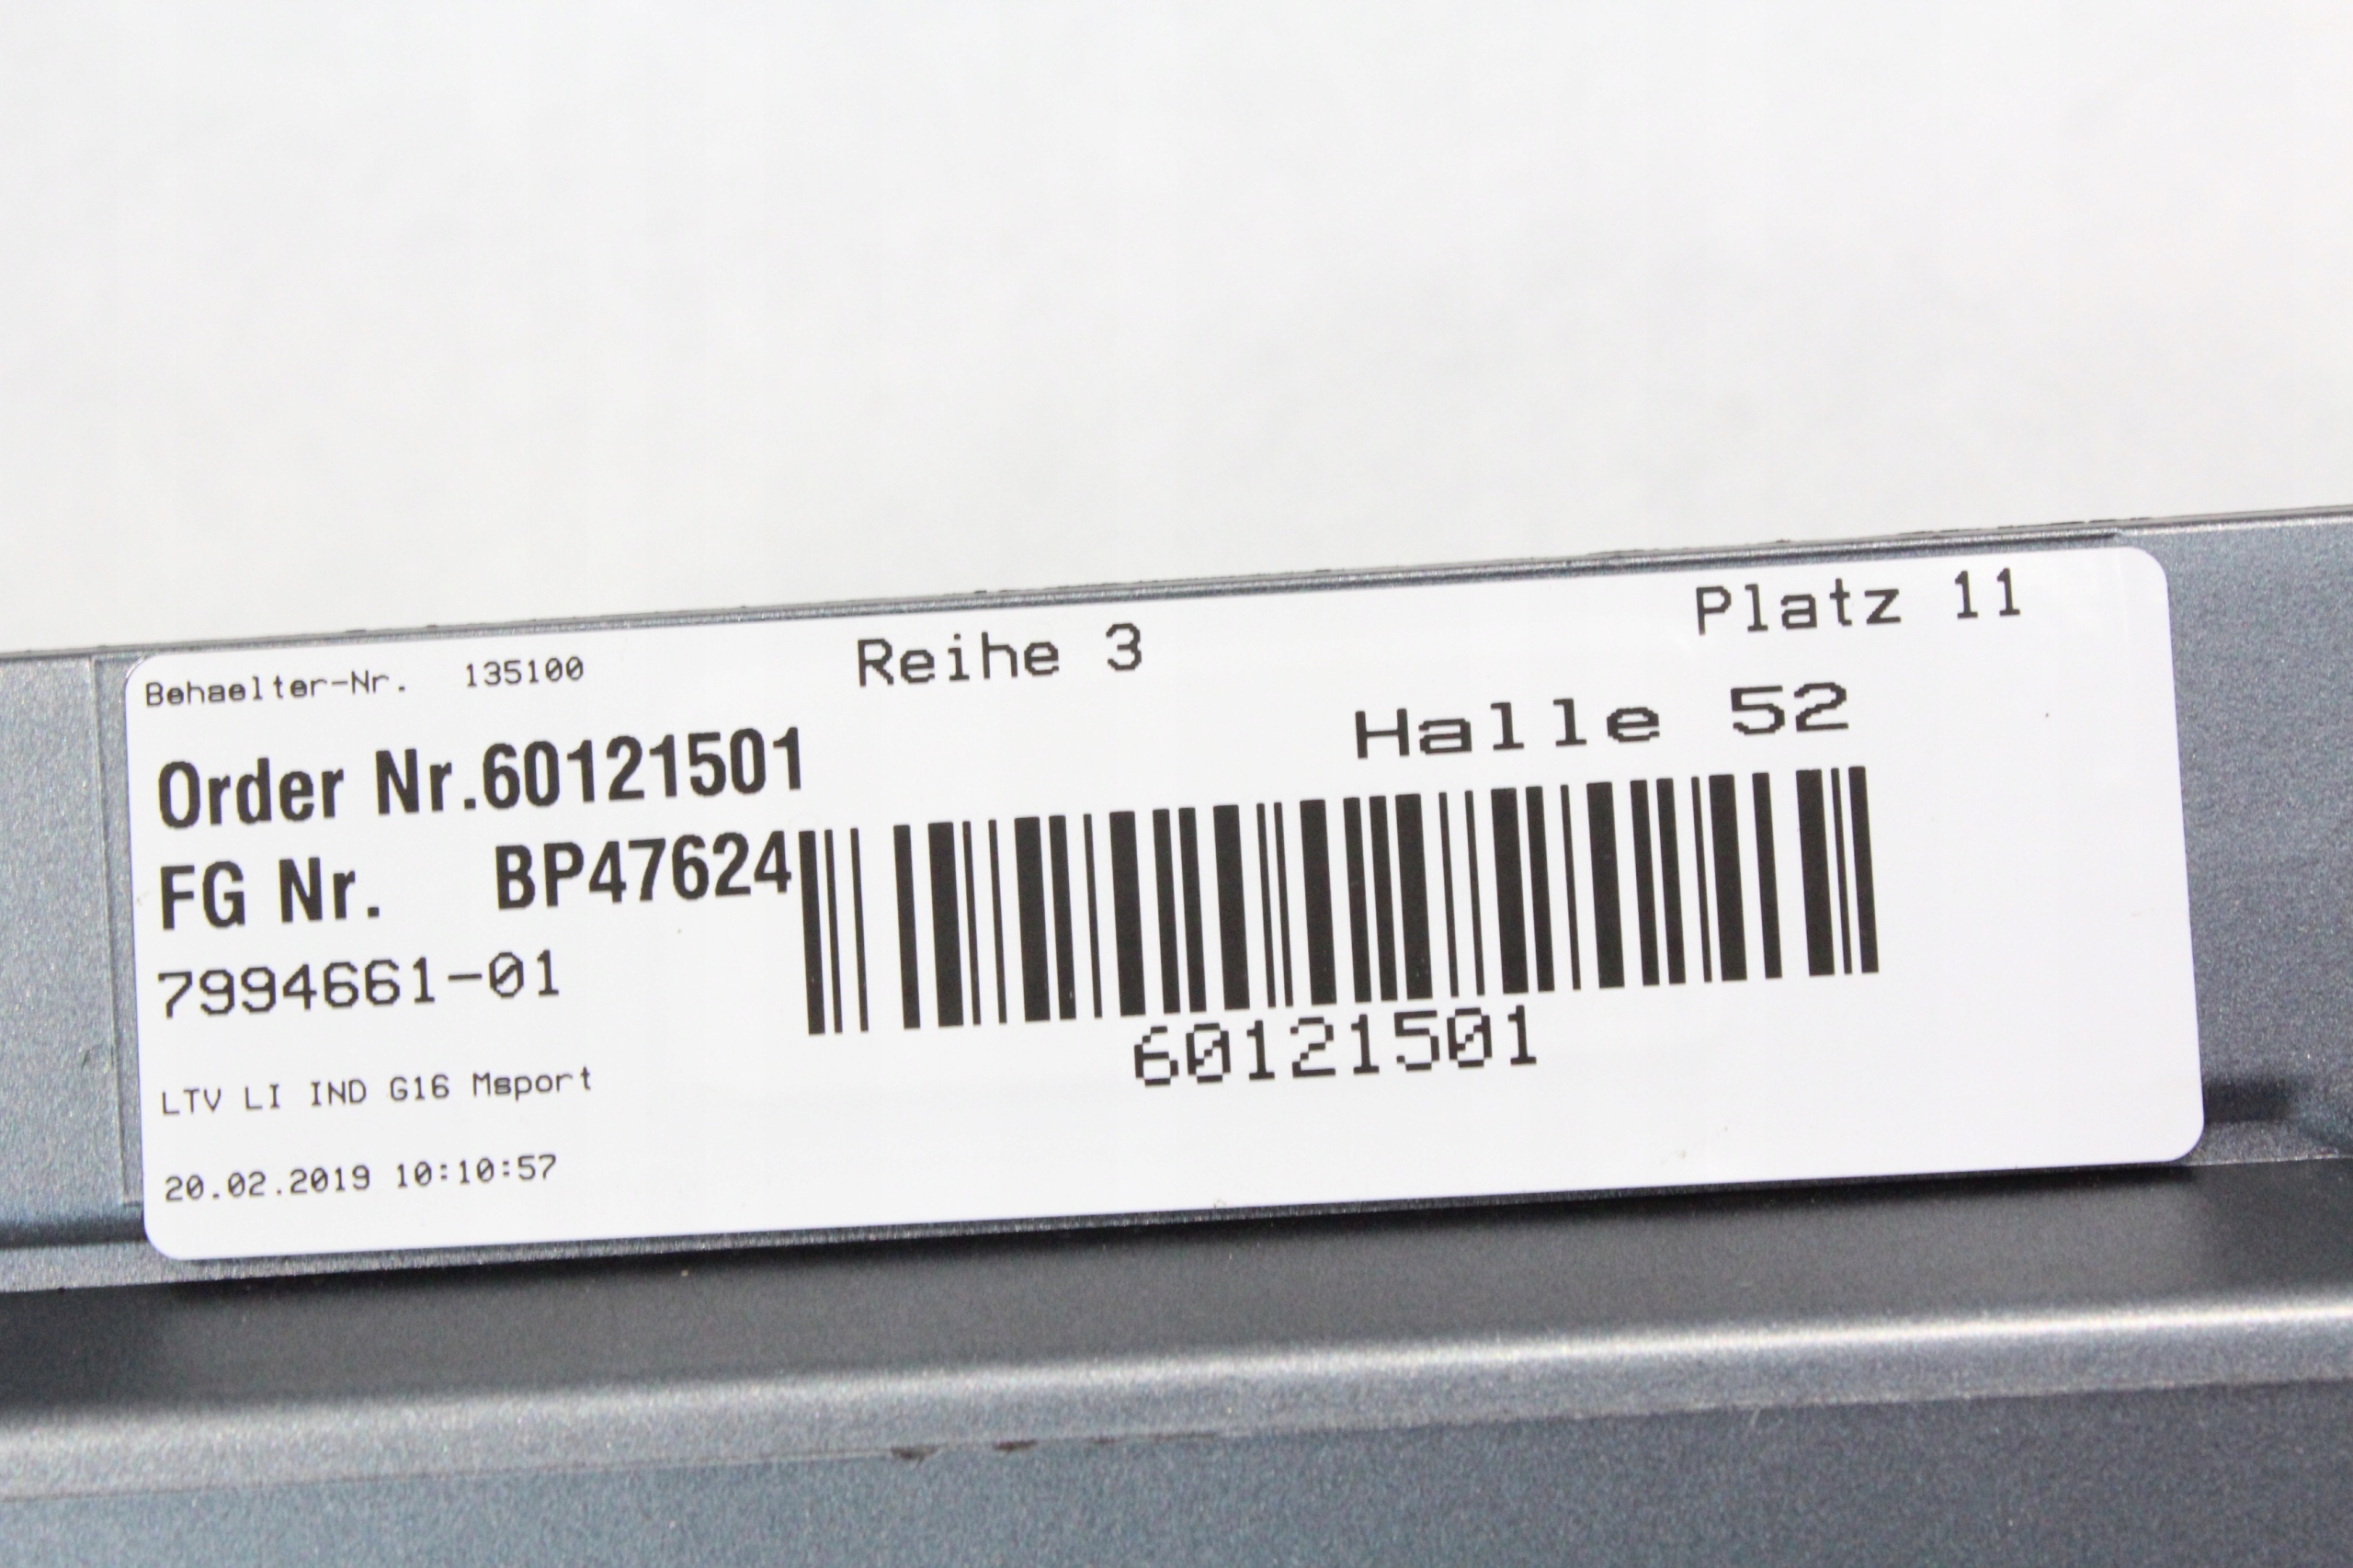 Behaelter-Nr. 135100 Reihe 3 Platz 11
Halle 52
Order Nr.60121501
FG Nr. BP47624
7994661-01
60121501
LTV LI IND G16 Msport
20.02.2019 10:10:57